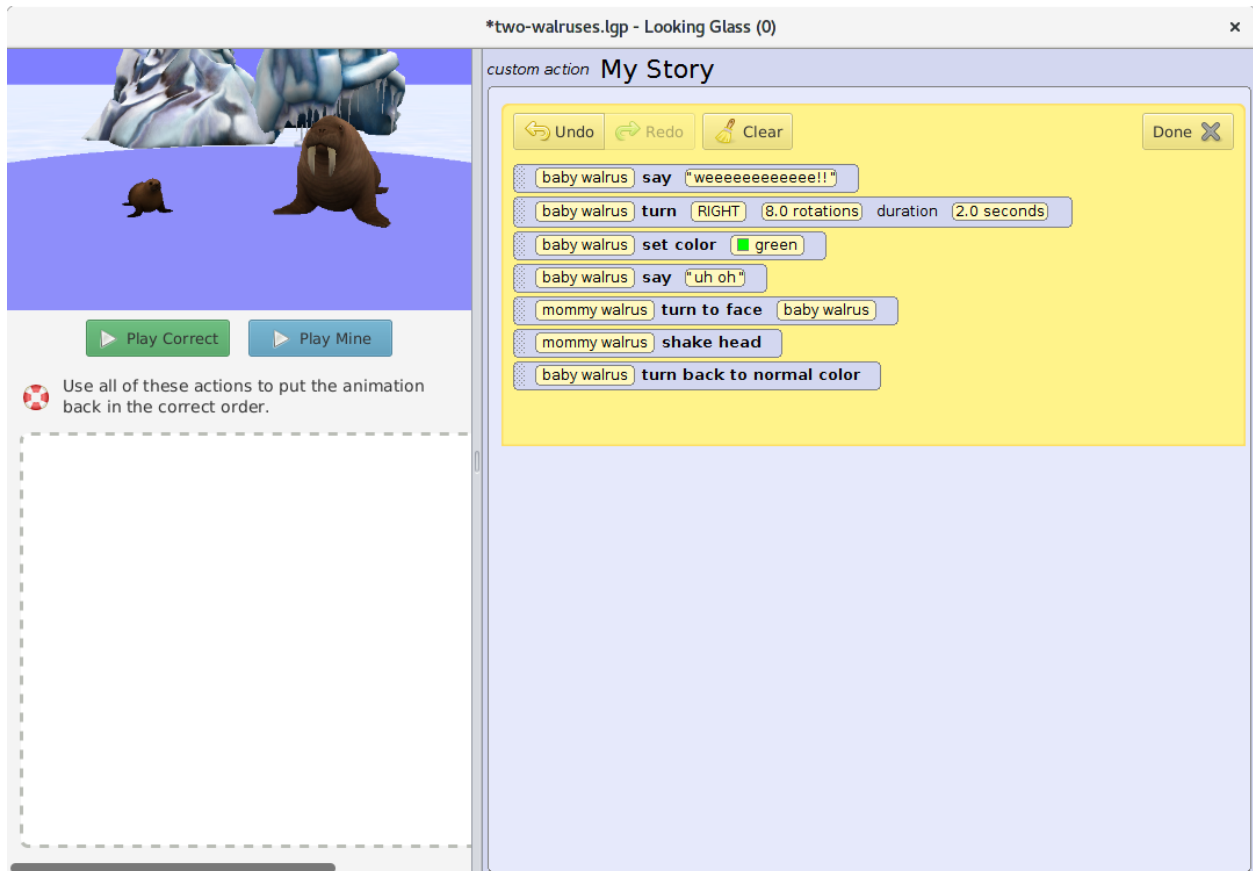 *two-walruses.lgp - Looking Glass (0)
custom action My Story
Undo Redo Clear Done
baby walrus say "weeeeeeeeeeee!!"
baby walrus turn RIGHT 8.0 rotations duration 2.0 seconds
baby walrus set color green
baby walrus say "uh oh"
mommy walrus turn to face baby walrus
mommy walrus shake head
baby walrus turn back to normal color
Play Correct Play Mine
Use all of these actions to put the animation
back in the correct order.